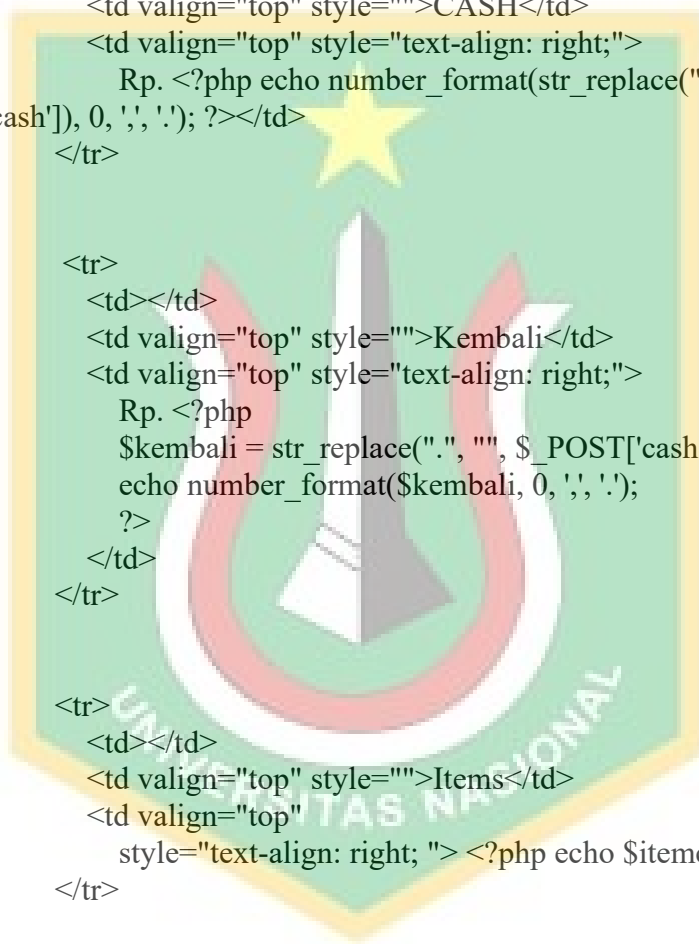 <td valign="top" style="">CASH</td>
<td valign="top" style="text-align: right;">
Rp. <?php echo number_format(str_replace("
cash']), 0, ',', '.'); ?></td>
</tr>
<tr>
<td></td>
<td valign="top" style="">Kembali</td>
<td valign="top" style="text-align: right;">
Rp. <?php
$kembali = str_replace(".", "", $_POST['cash
echo number_format($kembali, 0, ',', '.');
?>
</td>
</tr>
<tr>
<td></td>
<td valign="top" style="">Items</td>
<td valign="top"
style="text-align: right; "> <?php echo $item
</tr>
UNIVERSITAS NASIONAL